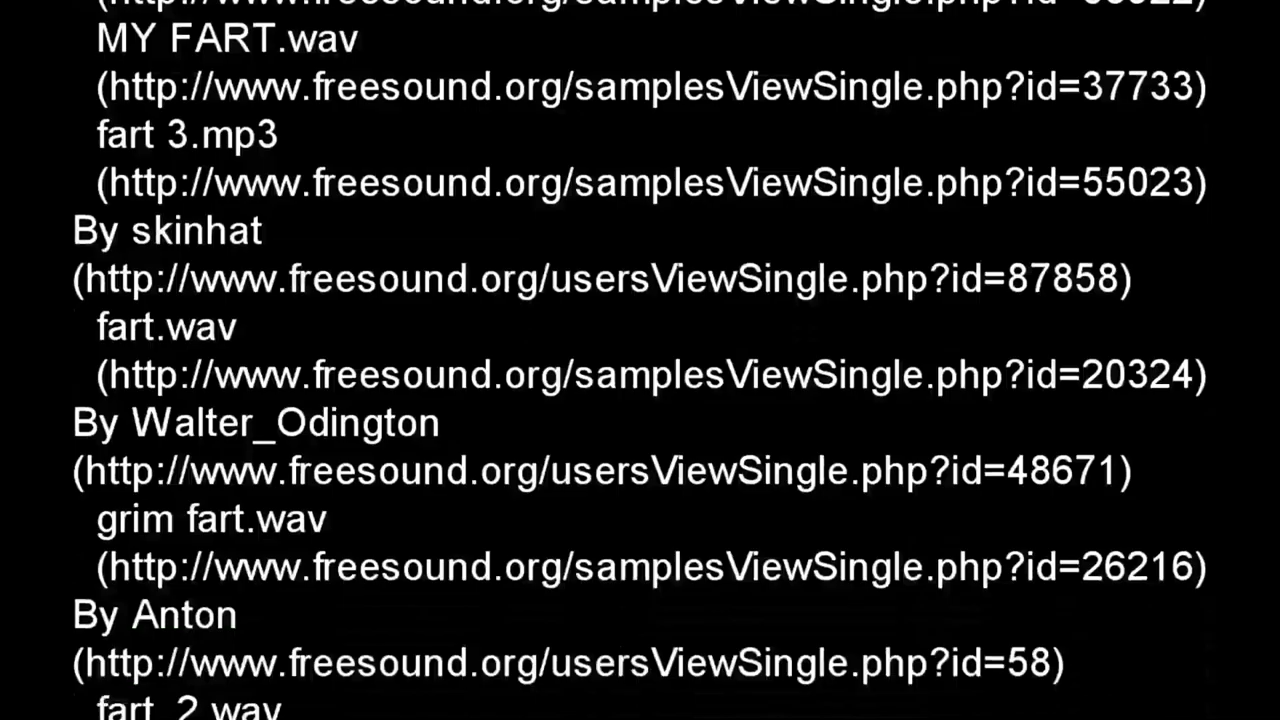 MY FART.wav
(http://www.freesound.org/samplesViewSingle.php?id=37733)
fart 3.mp3
(http://www.freesound.org/samplesViewSingle.php?id=55023)
By skinhat
(http://www.freesound.org/usersViewSingle.php?id=87858)
fart.wav
(http://www.freesound.org/samplesViewSingle.php?id=20324)
By Walter_Odington
(http://www.freesound.org/usersViewSingle.php?id=48671)
grim fart.wav
(http://www.freesound.org/samplesViewSingle.php?id=26216)
By Anton
(http://www.freesound.org/usersViewSingle.php?id=58)
fart_2.wav